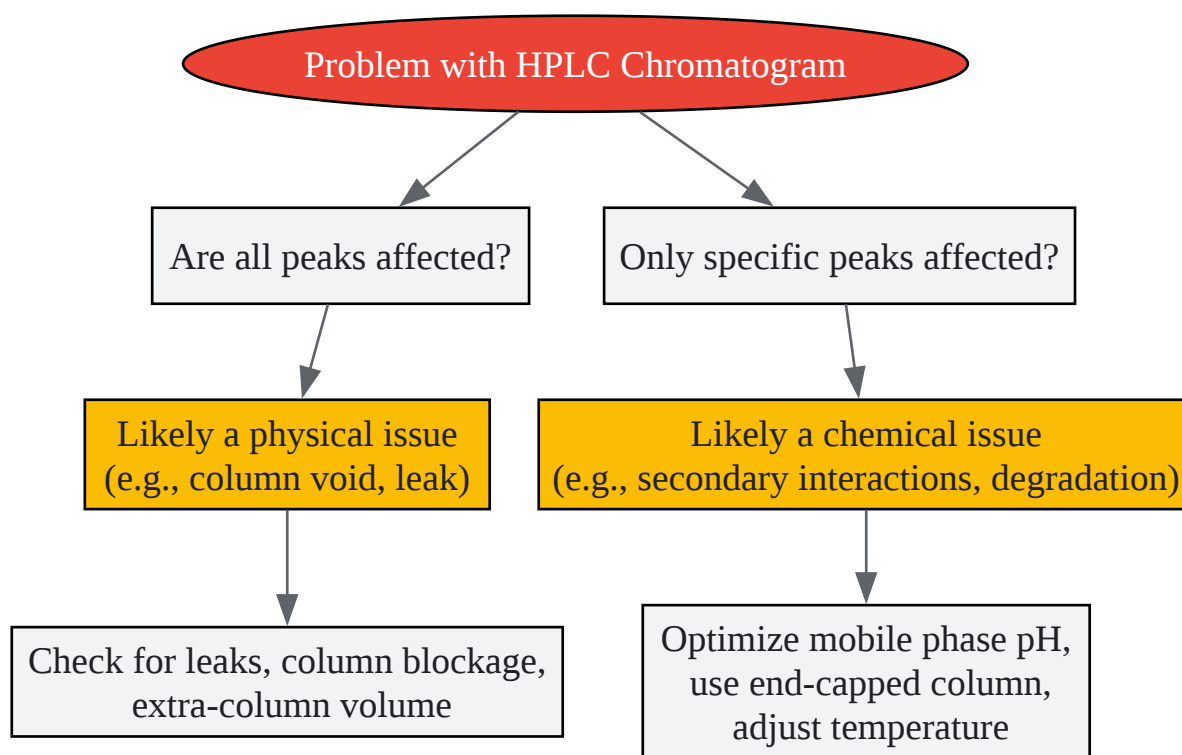 Problem with HPLC Chromatogram
Are all peaks affected?
Only specific peaks affected?
Likely a physical issue
(e.g., column void, leak)
Likely a chemical issue
(e.g., secondary interactions, degradation)
Check for leaks, column blockage,
extra-column volume
Optimize mobile phase pH,
use end-capped column,
adjust temperature